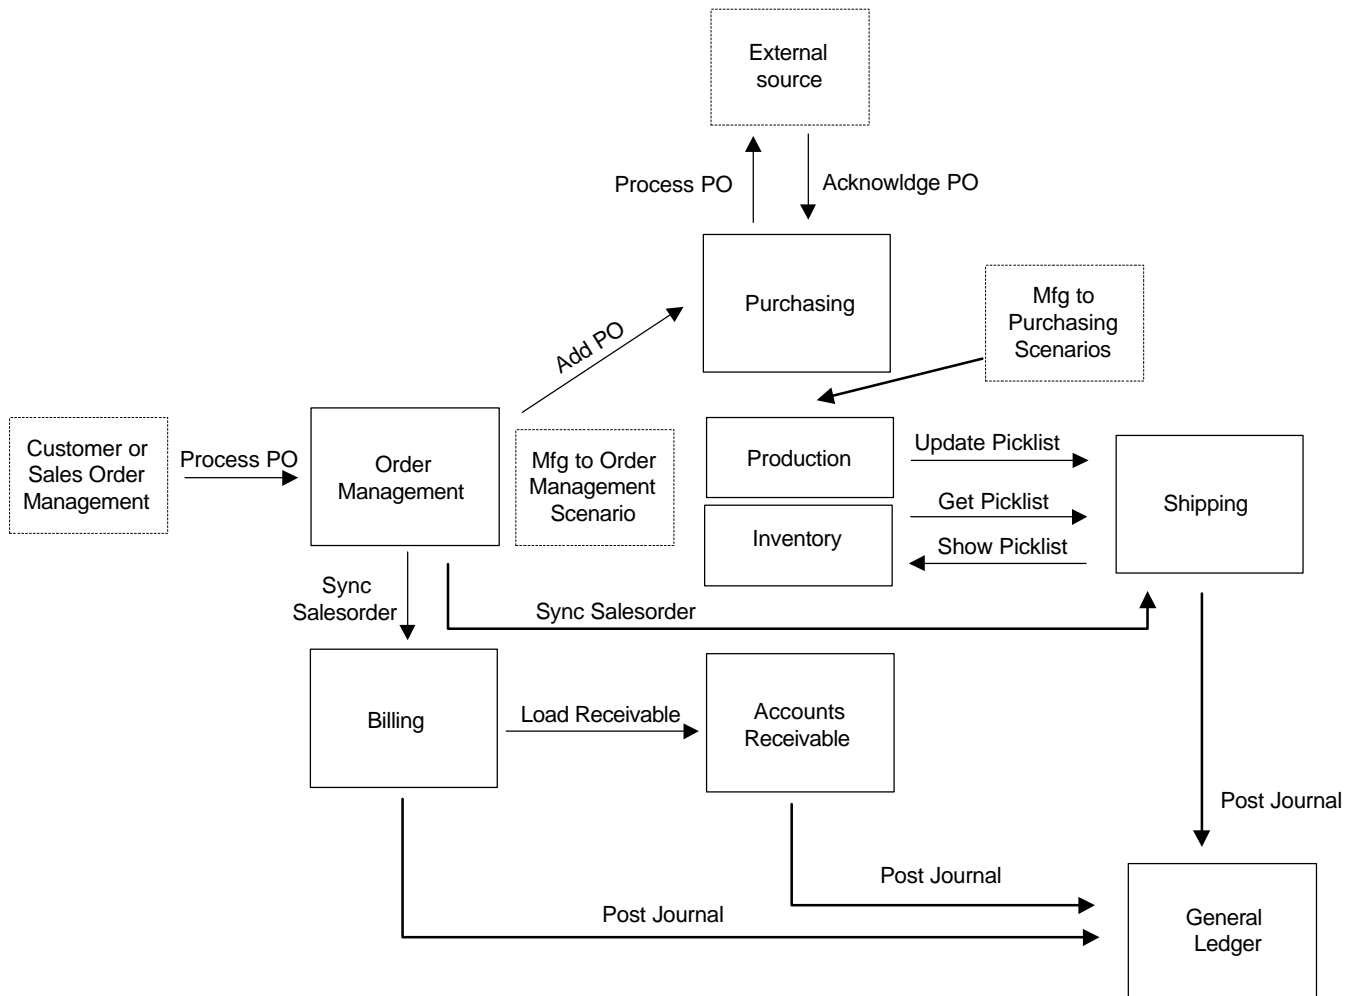 External
source
Process PO
Acknowldge PO
Purchasing
Mfg to
Purchasing
Scenarios
Add PO
Customer or
Sales Order
Management
Process PO
Order
Management
Mfg to Order
Management
Scenario
Production
Update Picklist
Get Picklist
Shipping
Inventory
Show Picklist
Sync
Salesorder
Sync Salesorder
Billing
Load Receivable
Accounts
Receivable
Post Journal
Post Journal
Post Journal
General
Ledger